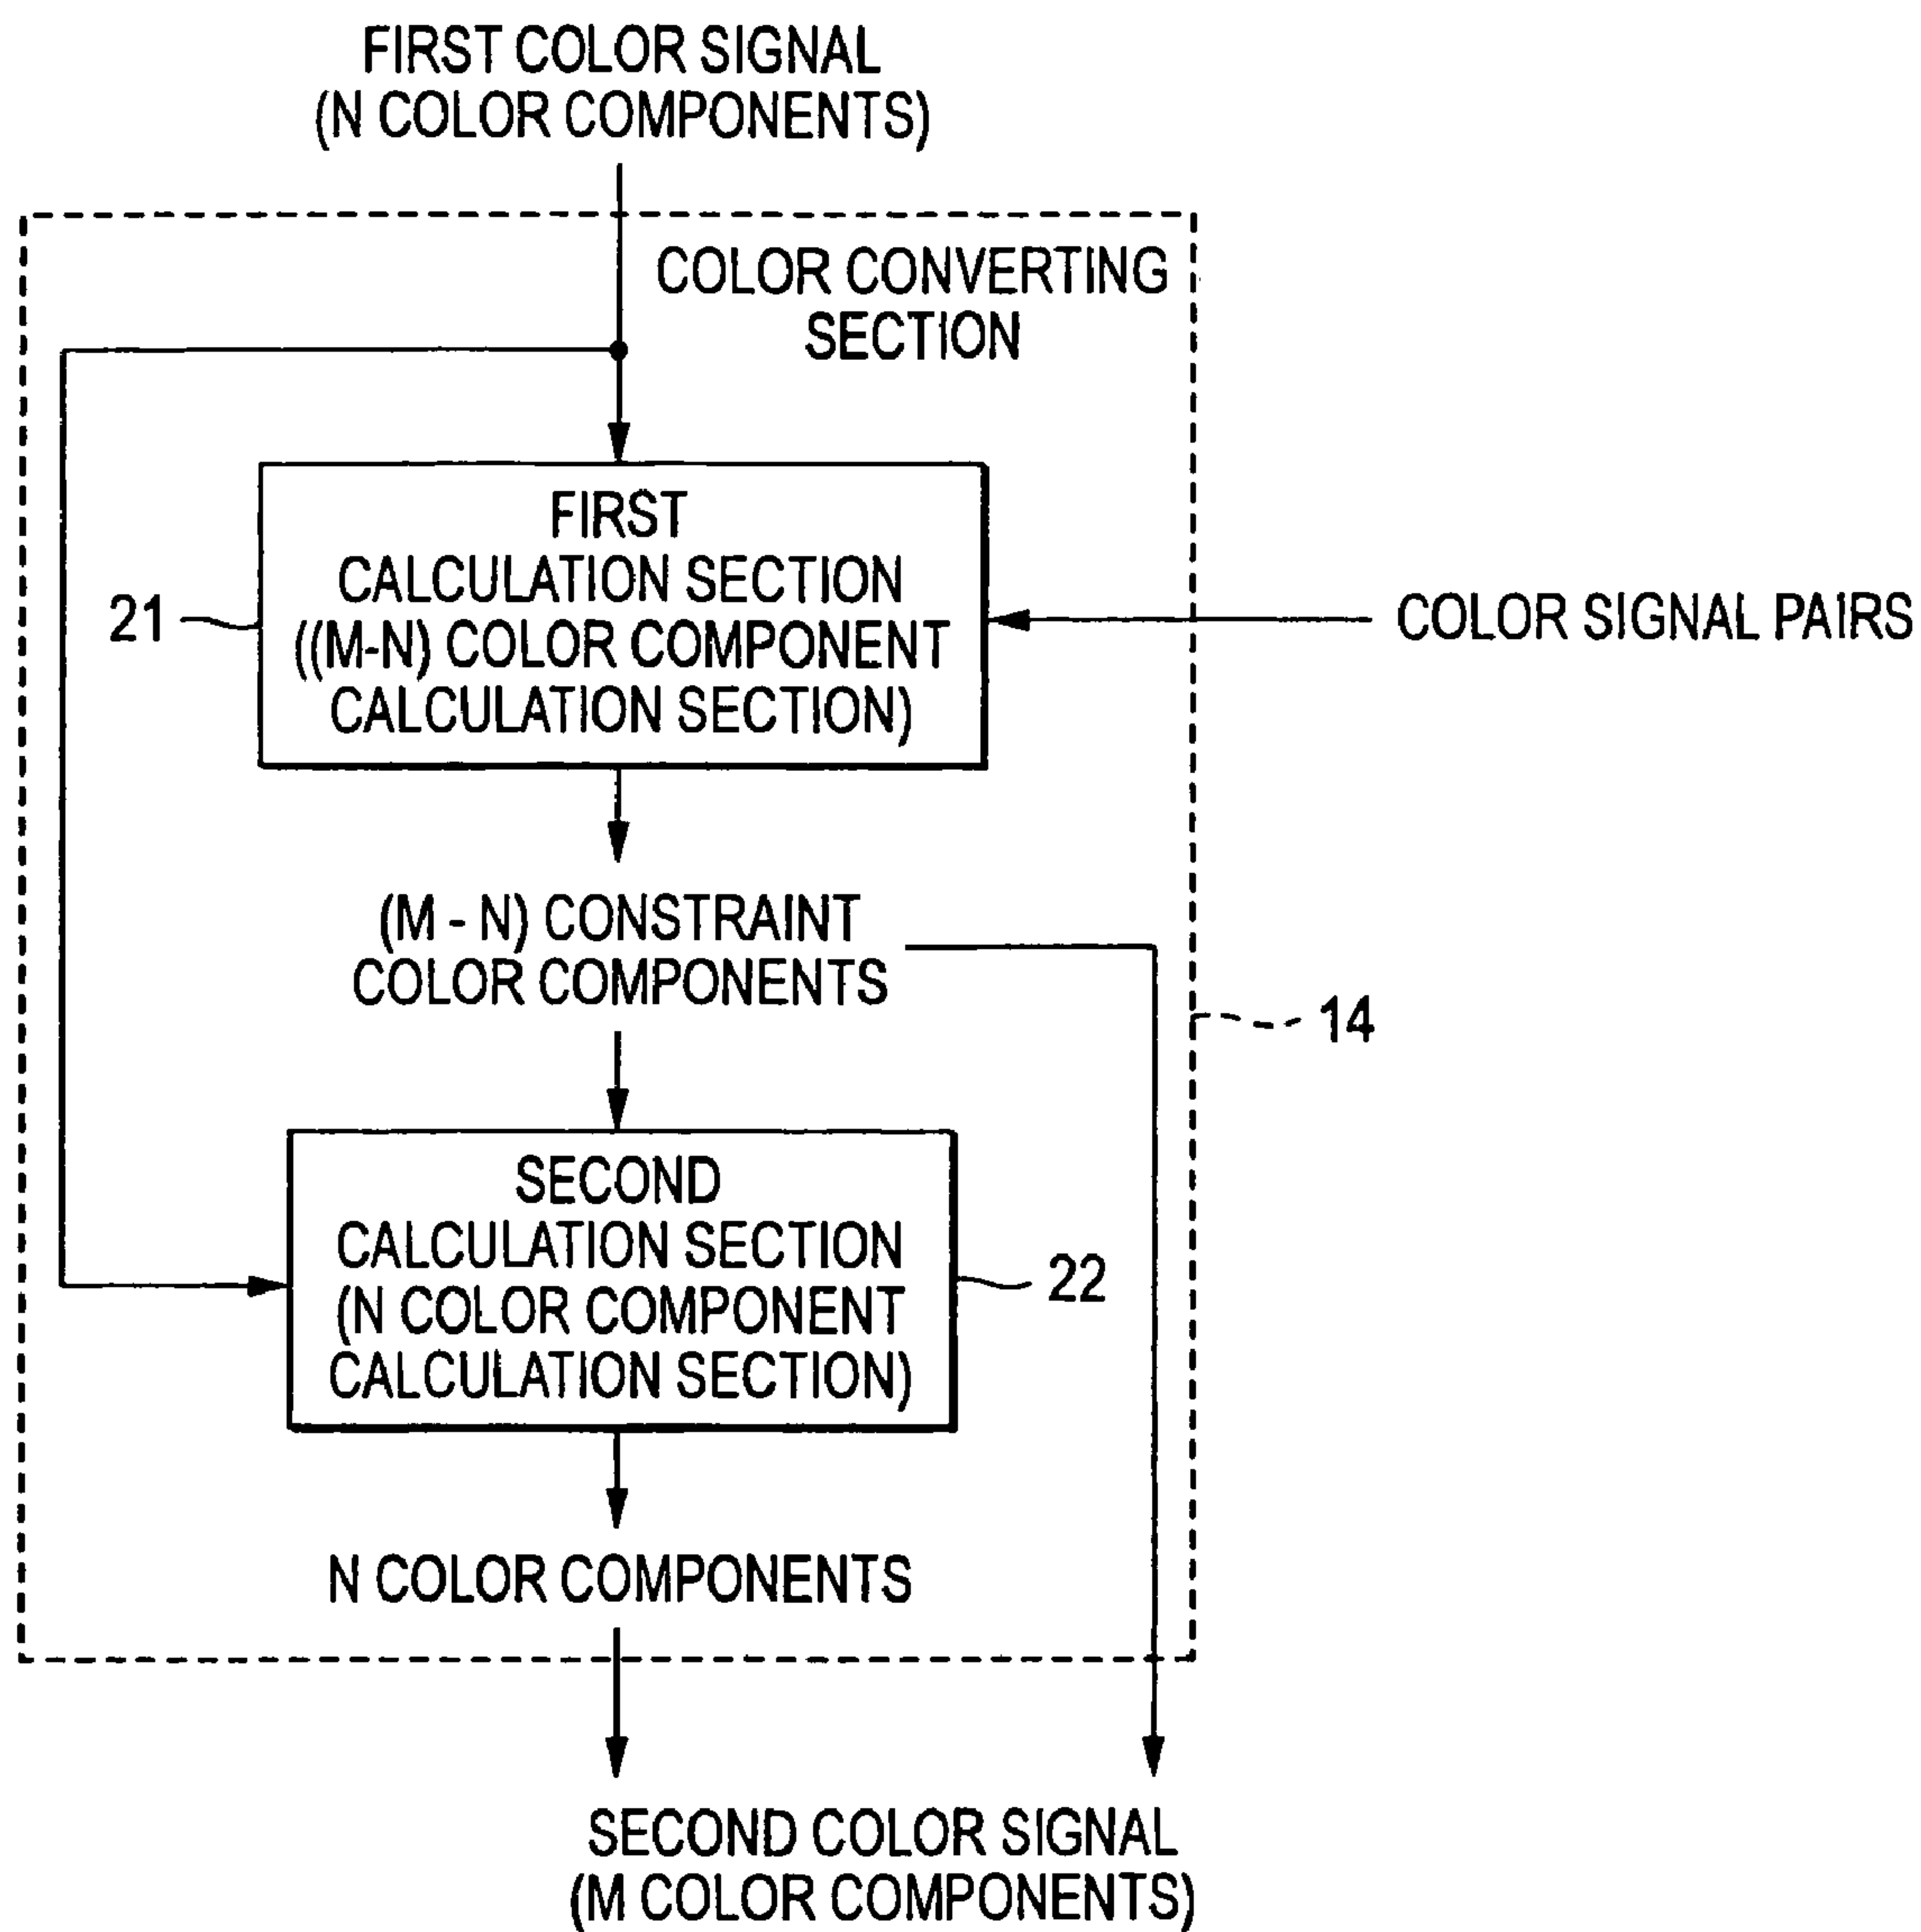 FIRST COLOR SIGNAL
(N COLOR COMPONENTS)
COLOR CONVERTING
SECTION
FIRST
CALCULATION SECTION
((M-N) COLOR COMPONENT
CALCULATION SECTION)
21
COLOR SIGNAL PAIRS
(M - N) CONSTRAINT
COLOR COMPONENTS
14
SECOND
CALCULATION SECTION
(N COLOR COMPONENT
CALCULATION SECTION)
22
N COLOR COMPONENTS
SECOND COLOR SIGNAL
(M COLOR COMPONENTS)